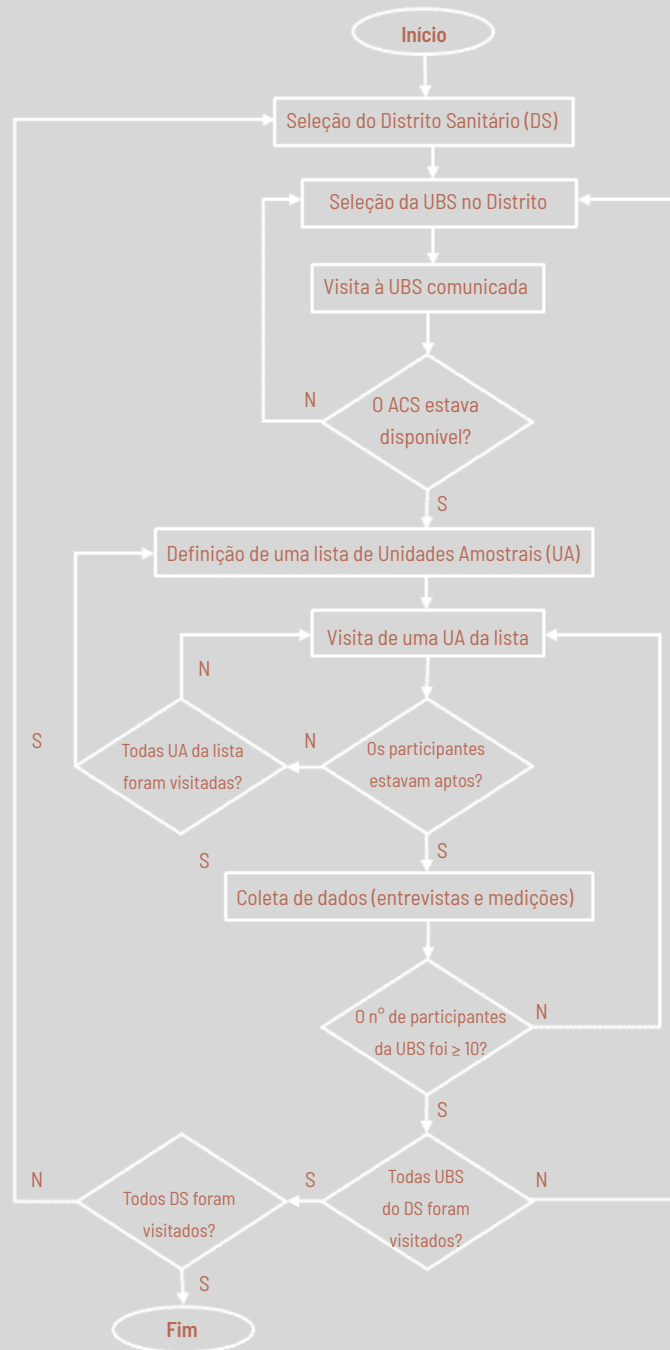 Início
Seleção do Distrito Sanitário (DS)
Seleção da UBS no Distrito
Visita à UBS comunicada
N
O ACS estava
disponível?
S
Definição de uma lista de Unidades Amostrais (UA)
Visita de uma UA da lista
N
S
Todas UA da lista
foram visitadas?
N
Os participantes
estavam aptos?
S
S
Coleta de dados (entrevistas e medições)
O n° de participantes
da UBS foi ≥ 10?
N
S
N
Todos DS foram
visitados?
S
Todas UBS
do DS foram
visitados?
N
S
Fim